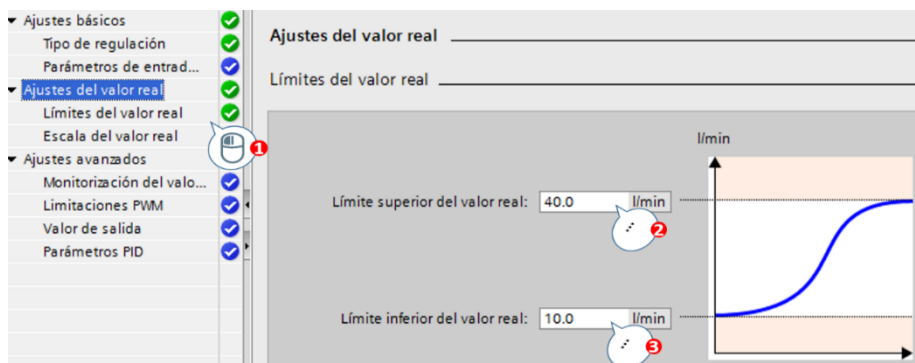 Ajustes básicos
Tipo de regulación
Parámetros de entrad...
Ajustes del valor real
Límites del valor real
Escala del valor real
Ajustes avanzados
Monitorización del valo...
Limitaciones PWM
Valor de salida
Parámetros PID
1
Ajustes del valor real
Límites del valor real
l/min
Límite superior del valor real: 40.0 l/min
2
Límite inferior del valor real: 10.0 l/min
3